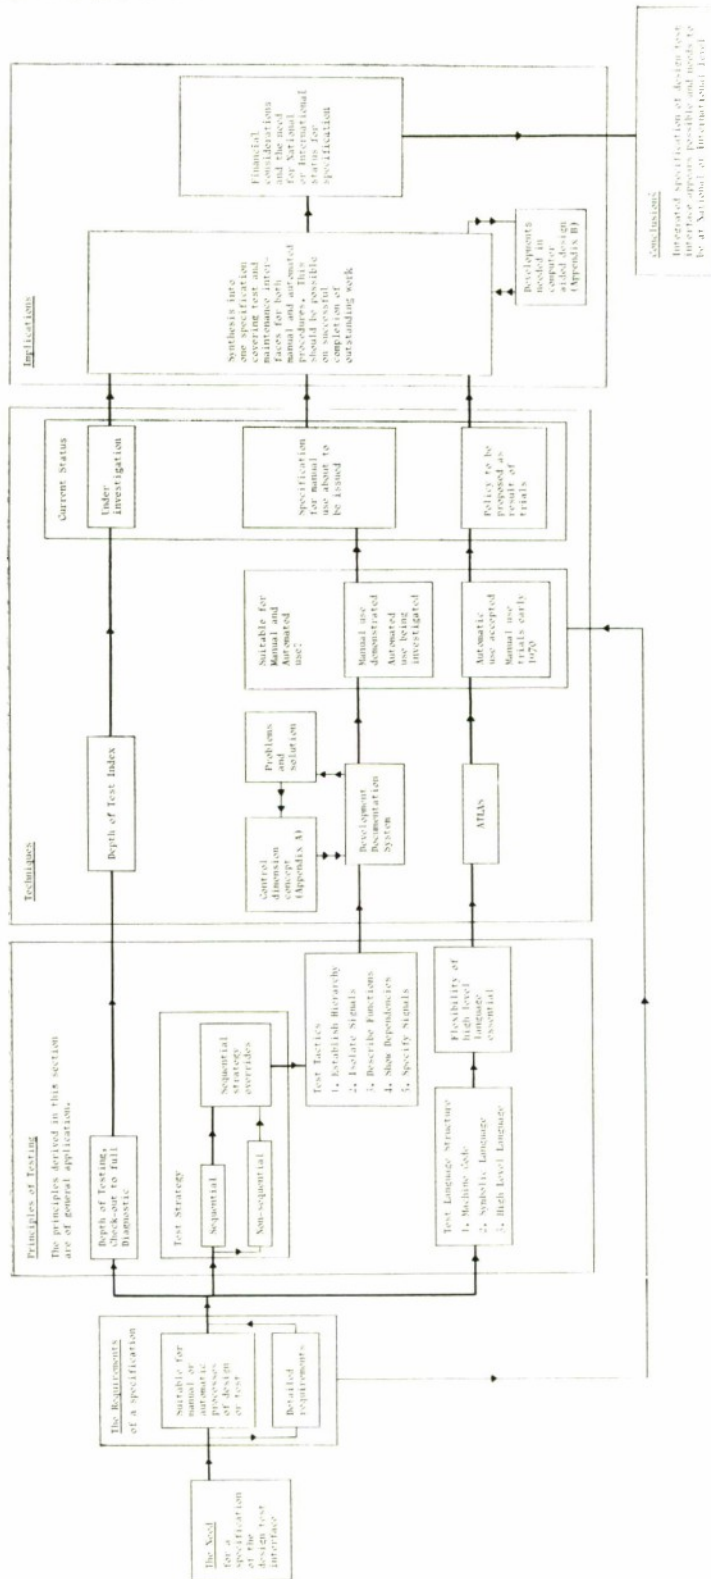 The Need
for a
specification
of the
design test
interface
The Requirements
of a specification
Suitable for
manual or
automatic
processes
of design
or test
Detailed
requirements
Principles of Testing
The principles derived in this section
are of general application.
Depth of Testing,
Check-out to full
Diagnostic
Test Strategy
Sequential
Non-sequential
Sequential
strategy
overrides
Test Tactics
1. Establish Hierarchy
2. Isolate Signals
3. Describe Functions
4. Show Dependencies
5. Specify Signals
Test Language Structure
1. Machine Code
2. Symbolic Language
3. High Level Language
Flexibility of
high level
language
essential
Techniques
Depth of Test Index
Control
dimension
concept
(Appendix A)
Problems
and
solution
Development
Documentation
System
ATLAS
Suitable for
Manual and
Automated
use?
Manual use
demonstrated
Automated
use being
investigated
Automatic
use accepted
Manual use
trials early
1970
Current Status
Under
investigation
Specification
for manual
use about to
be issued
Policy to be
proposed as
result of
trials
Implications
Synthesis into
one specification
covering test and
maintenance inter-
faces for both
manual and automated
procedures. This
should be possible
on successful
completion of
outstanding work
Developments
needed in
computer
aided design
(Appendix B)
Financial
considerations
and the need
for National
or International
status for
specification
Conclusions
Integrated specification of design test
interface appears possible and needs to
be at National or International level